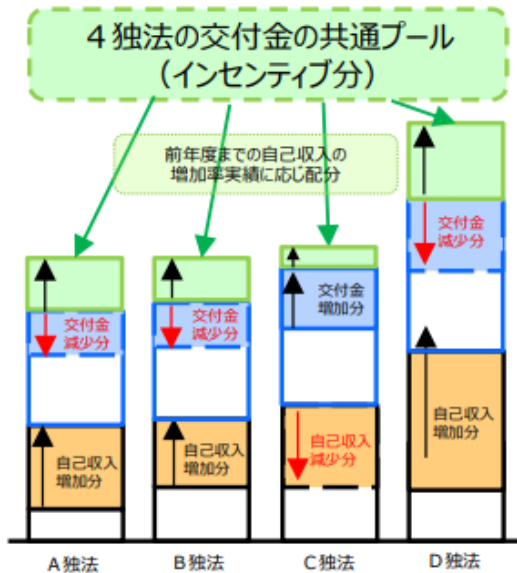 ４独法の交付金の共通プール
（インセンティブ分）
前年度までの自己収入の
増加率実績に応じ配分
交付金
減少分
交付金
減少分
交付金
減少分
交付金
増加分
自己収入
増加分
自己収入
増加分
自己収入
減少分
自己収入
増加分
A独法
B独法
C独法
D独法